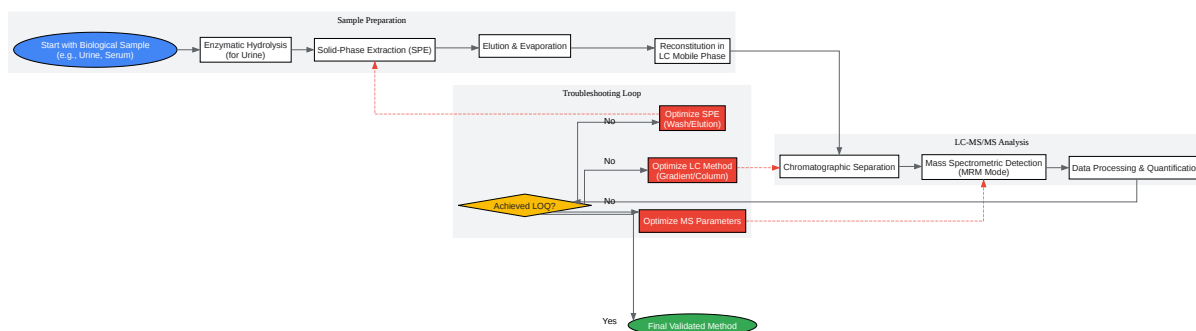 Sample Preparation
Start with Biological Sample
(e.g., Urine, Serum)
Enzymatic Hydrolysis
(for Urine)
Solid-Phase Extraction (SPE)
Elution & Evaporation
Reconstitution in
LC Mobile Phase
Troubleshooting Loop
Optimize SPE
(Wash/Elution)
No
LC-MS/MS Analysis
No
Optimize LC Method
(Gradient/Column)
Chromatographic Separation
Mass Spectrometric Detection
(MRM Mode)
Data Processing & Quantification
Achieved LOQ?
No
Optimize MS Parameters
Yes
Final Validated Method